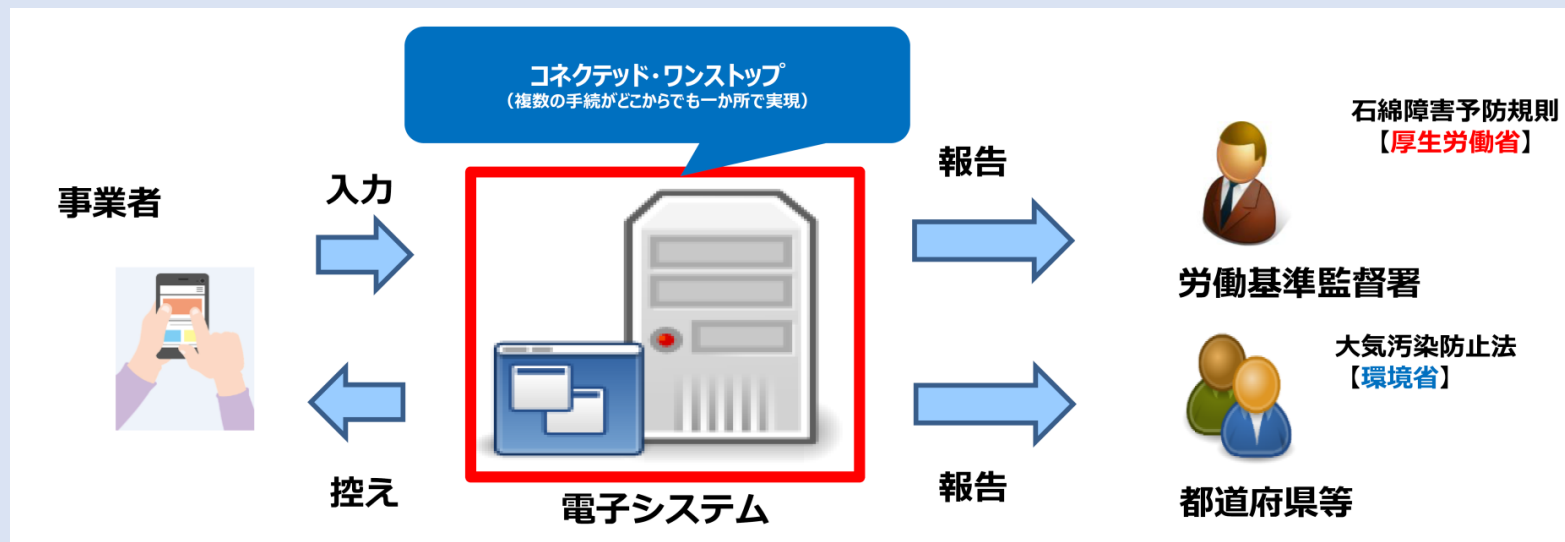 コネクテッド・ワンストップ
（複数の手続がどこからでも一か所で実現）
事業者
入力
控え
電子システム
報告
石綿障害予防規則
【厚生労働省】
労働基準監督署
報告
大気汚染防止法
【環境省】
都道府県等